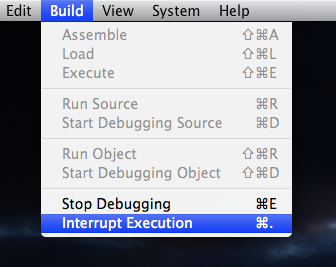 Edit Build View System Help
Assemble ⇧⌘A
Load ⇧⌘L
Execute ⇧⌘E
Run Source ⌘R
Start Debugging Source ⌘D
Run Object ⇧⌘R
Start Debugging Object ⇧⌘D
Stop Debugging ⌘E
Interrupt Execution ⌘.